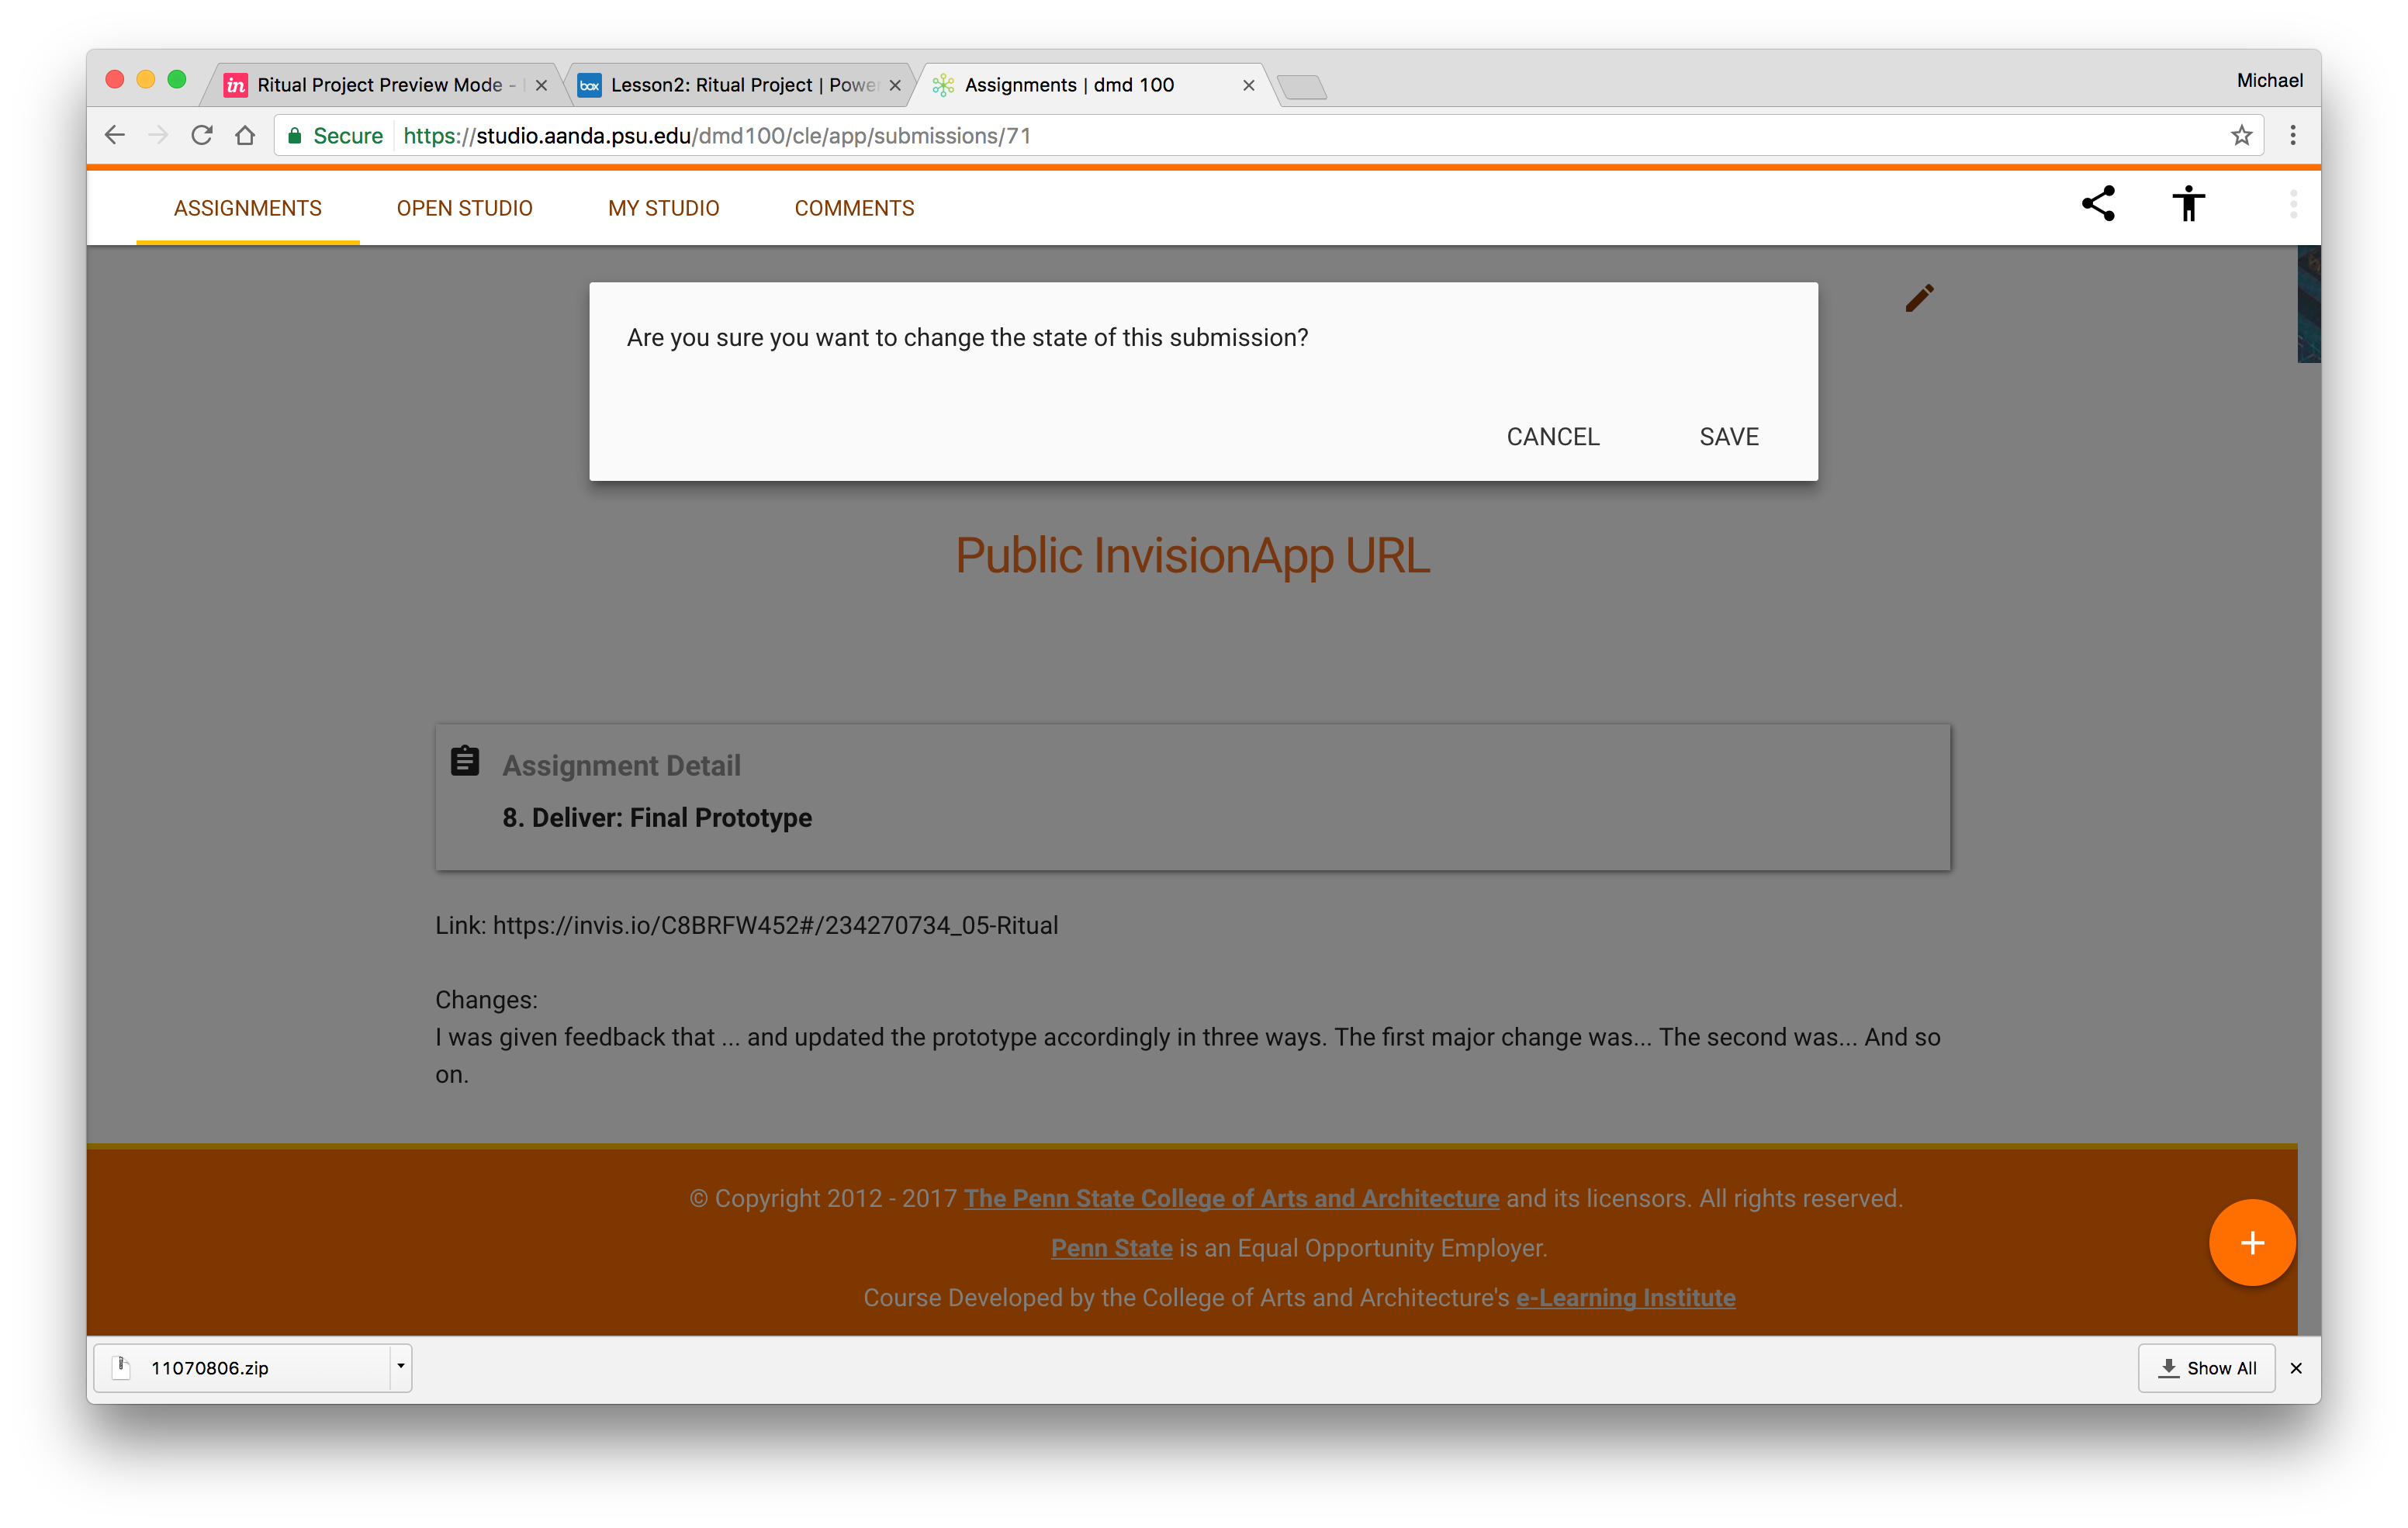 Ritual Project Preview Mode -
box Lesson2: Ritual Project | Power
Assignments | dmd 100
Michael
Secure https://studio.aanda.psu.edu/dmd100/cle/app/submissions/71
ASSIGNMENTS OPEN STUDIO MY STUDIO COMMENTS
Are you sure you want to change the state of this submission?
CANCEL SAVE
Public InvisionApp URL
Assignment Detail
8. Deliver: Final Prototype
Link: https://invis.io/C8BRFW452#/234270734_05-Ritual
Changes:
I was given feedback that ... and updated the prototype accordingly in three ways. The first major change was... The second was... And so
on.
© Copyright 2012 - 2017 The Penn State College of Arts and Architecture and its licensors. All rights reserved.
Penn State is an Equal Opportunity Employer.
Course Developed by the College of Arts and Architecture's e-Learning Institute
11070806.zip
Show All